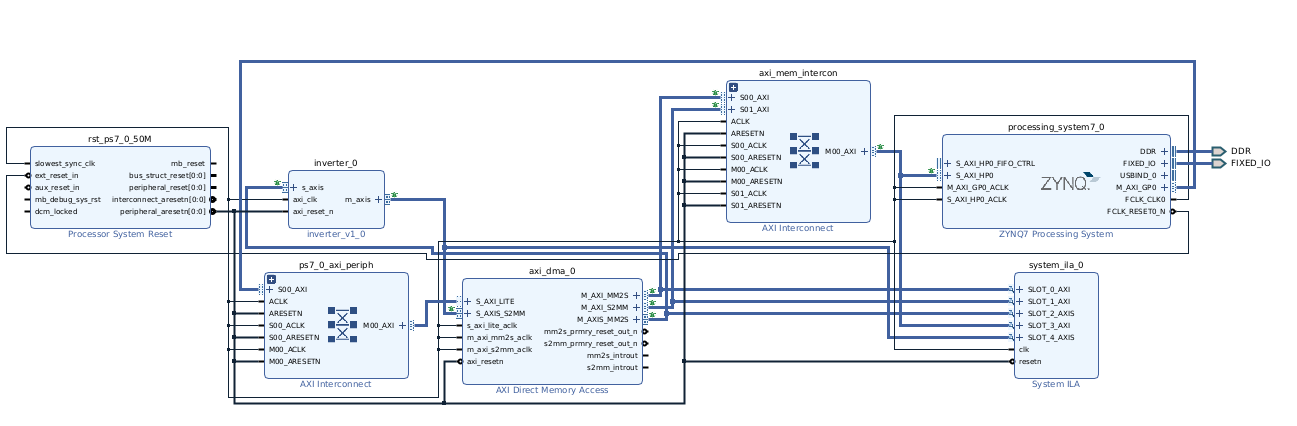 rst_ps7_0_50M
slowest_sync_clk
ext_reset_in
aux_reset_in
mb_debug_sys_rst
dcm_locked
mb_reset
bus_struct_reset[0:0]
peripheral_reset[0:0]
interconnect_aresetn[0:0]
peripheral_aresetn[0:0]
Processor System Reset
inverter_0
s_axis
axi_clk
axi_reset_n
m_axis
inverter_v1_0
axi_mem_intercon
S00_AXI
S01_AXI
ACLK
ARESETN
S00_ACLK
S00_ARESETN
M00_ACLK
M00_ARESETN
S01_ACLK
S01_ARESETN
M00_AXI
AXI Interconnect
processing_system7_0
S_AXI_HP0_FIFO_CTRL
S_AXI_HP0
M_AXI_GP0_ACLK
S_AXI_HP0_ACLK
ZYNQ
DDR
FIXED_IO
USBIND_0
M_AXI_GP0
FCLK_CLK0
FCLK_RESET0_N
ZYNQ7 Processing System
DDR
FIXED_IO
ps7_0_axi_periph
S00_AXI
ACLK
ARESETN
S00_ACLK
S00_ARESETN
M00_ACLK
M00_ARESETN
M00_AXI
AXI Interconnect
axi_dma_0
S_AXI_LITE
S_AXIS_S2MM
s_axi_lite_aclk
m_axi_mm2s_aclk
m_axi_s2mm_aclk
axi_resetn
M_AXI_MM2S
M_AXI_S2MM
M_AXIS_MM2S
mm2s_prmry_reset_out_n
s2mm_prmry_reset_out_n
mm2s_introut
s2mm_introut
AXI Direct Memory Access
system_ila_0
SLOT_0_AXI
SLOT_1_AXI
SLOT_2_AXIS
SLOT_3_AXI
SLOT_4_AXIS
clk
resetn
System ILA